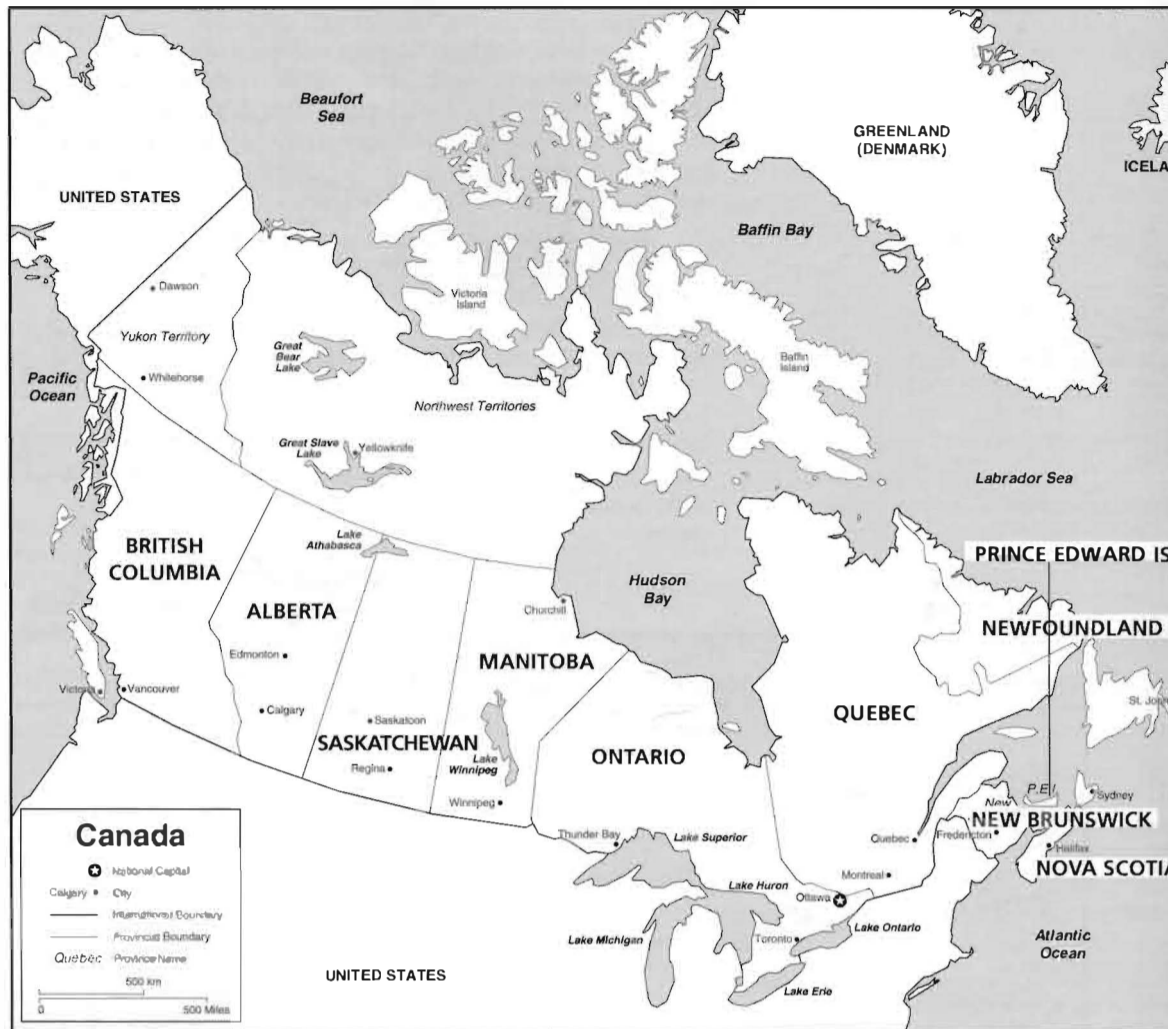 Beaufort
Sea
GREENLAND
(DENMARK)
ICELA
UNITED STATES
Baffin Bay
Dawson
Victoria
Island
Yukon Territory
Great
Bear
Lake
Baffin
Island
Pacific
Ocean
Whitehorse
Northwest Territories
Great Slave
Lake
Yellowknife
Labrador Sea
BRITISH
COLUMBIA
Lake
Athabasca
PRINCE EDWARD IS
Hudson
Bay
ALBERTA
Churchill
NEWFOUNDLAND
Edmonton
MANITOBA
Victoria
Vancouver
Calgary
Saskatoon
QUEBEC
St. John
SASKATCHEWAN
ONTARIO
Regina
Lake
Winnipeg
Winnipeg
P.E.I.
Sydney
New
NEW BRUNSWICK
Fredericton
Thunder Bay
Lake Superior
Quebec
Halifax
NOVA SCOTIA
Montreal
Lake Huron
Ottawa
Lake Michigan
Toronto
Lake Ontario
Atlantic
Ocean
UNITED STATES
Lake Erie
Canada
National Capital
Calgary
City
International Boundary
Provincial Boundary
Quebec
Province Name
500 km
0
500 Miles